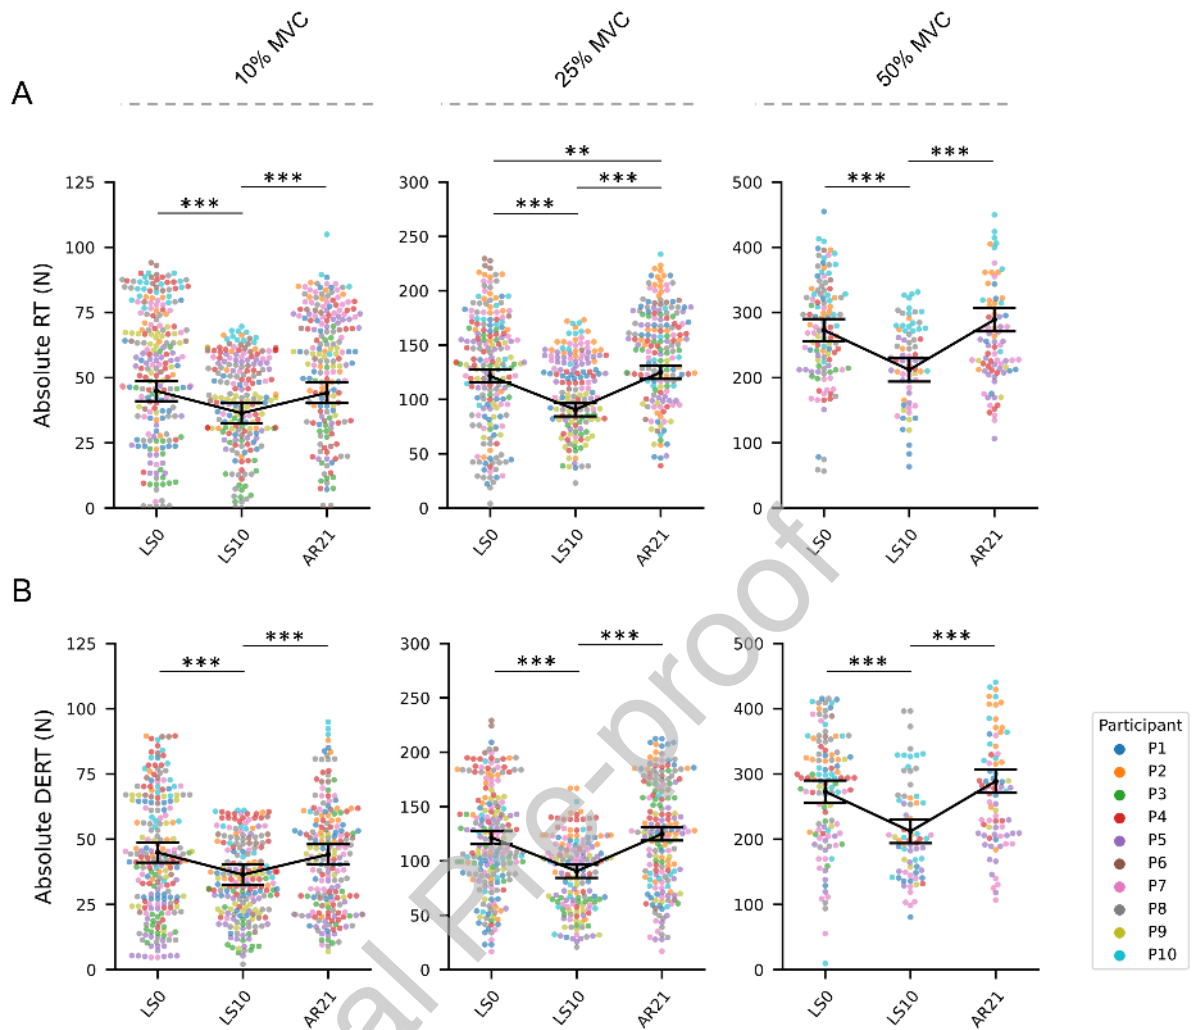 10% MVC
25% MVC
50% MVC
A
Absolute RT (N)
125
100
75
50
25
0
LS0
LS10
AR21
***
***
300
250
200
150
100
50
0
LS0
LS10
AR21
**
***
***
500
400
300
200
100
0
LS0
LS10
AR21
***
***
B
Absolute DERT (N)
125
100
75
50
25
0
LS0
LS10
AR21
***
***
300
250
200
150
100
50
0
LS0
LS10
AR21
***
***
500
400
300
200
100
0
LS0
LS10
AR21
***
***
Participant
P1
P2
P3
P4
P5
P6
P7
P8
P9
P10
al Pre-proof